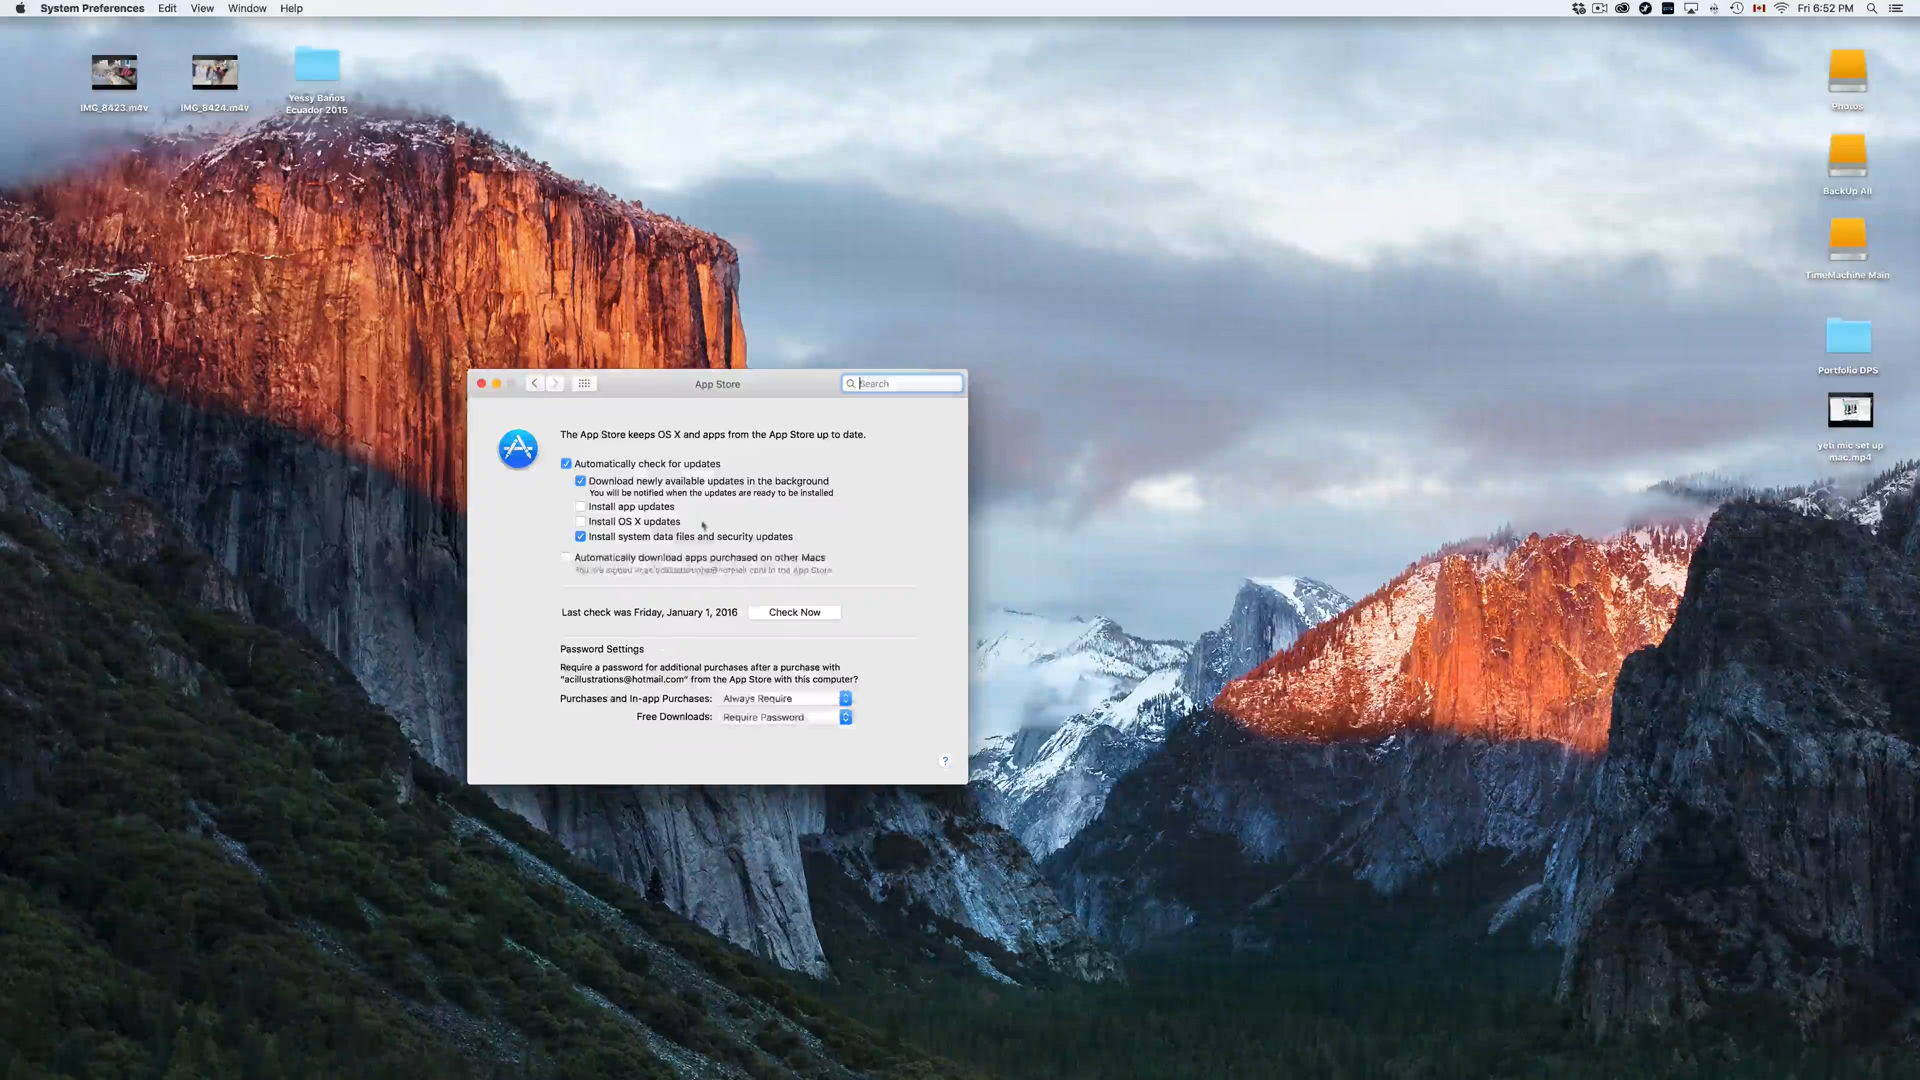 System Preferences Edit View Window Help
Fri 6:52 PM
IMG_8423.m4v
IMG_8424.m4v
Yessy Baños
Ecuador 2015
Photos
BackUp All
TimeMachine Main
Portfolio DPS
yeti mic set up
mac.mp4
App Store
Search
The App Store keeps OS X and apps from the App Store up to date.
Automatically check for updates
Download newly available updates in the background
You will be notified when the updates are ready to be installed
Install app updates
Install OS X updates
Install system data files and security updates
Automatically download apps purchased on other Macs
in the App Store
Last check was Friday, January 1, 2016
Check Now
Password Settings
Require a password for additional purchases after a purchase with
“acillustrations@hotmail.com” from the App Store with this computer?
Purchases and In-app Purchases: Always Require
Free Downloads: Require Password
?